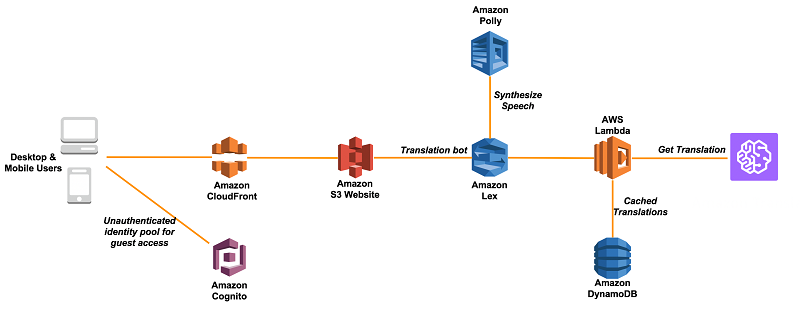 Amazon
Polly
Synthesize
Speech
AWS
Lambda
Desktop &
Mobile Users
Amazon
CloudFront
Amazon
S3 Website
Translation bot
Amazon
Lex
Get Translation
Cached
Translations
Unauthenticated
identity pool for
guest access
Amazon
Cognito
Amazon
DynamoDB